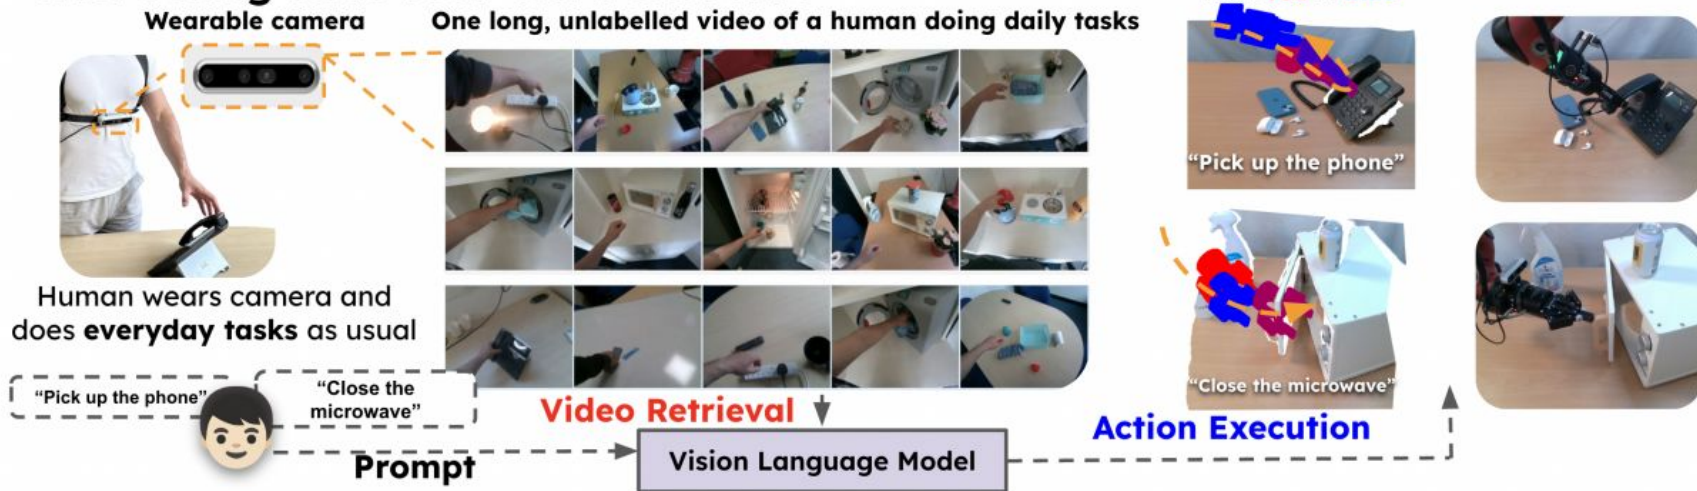 Wearable camera
One long, unlabelled video of a human doing daily tasks
"Pick up the phone"
Human wears camera and
does everyday tasks as usual
"Close the microwave"
"Pick up the phone"
"Close the
microwave"
Video Retrieval
Action Execution
Prompt
Vision Language Model